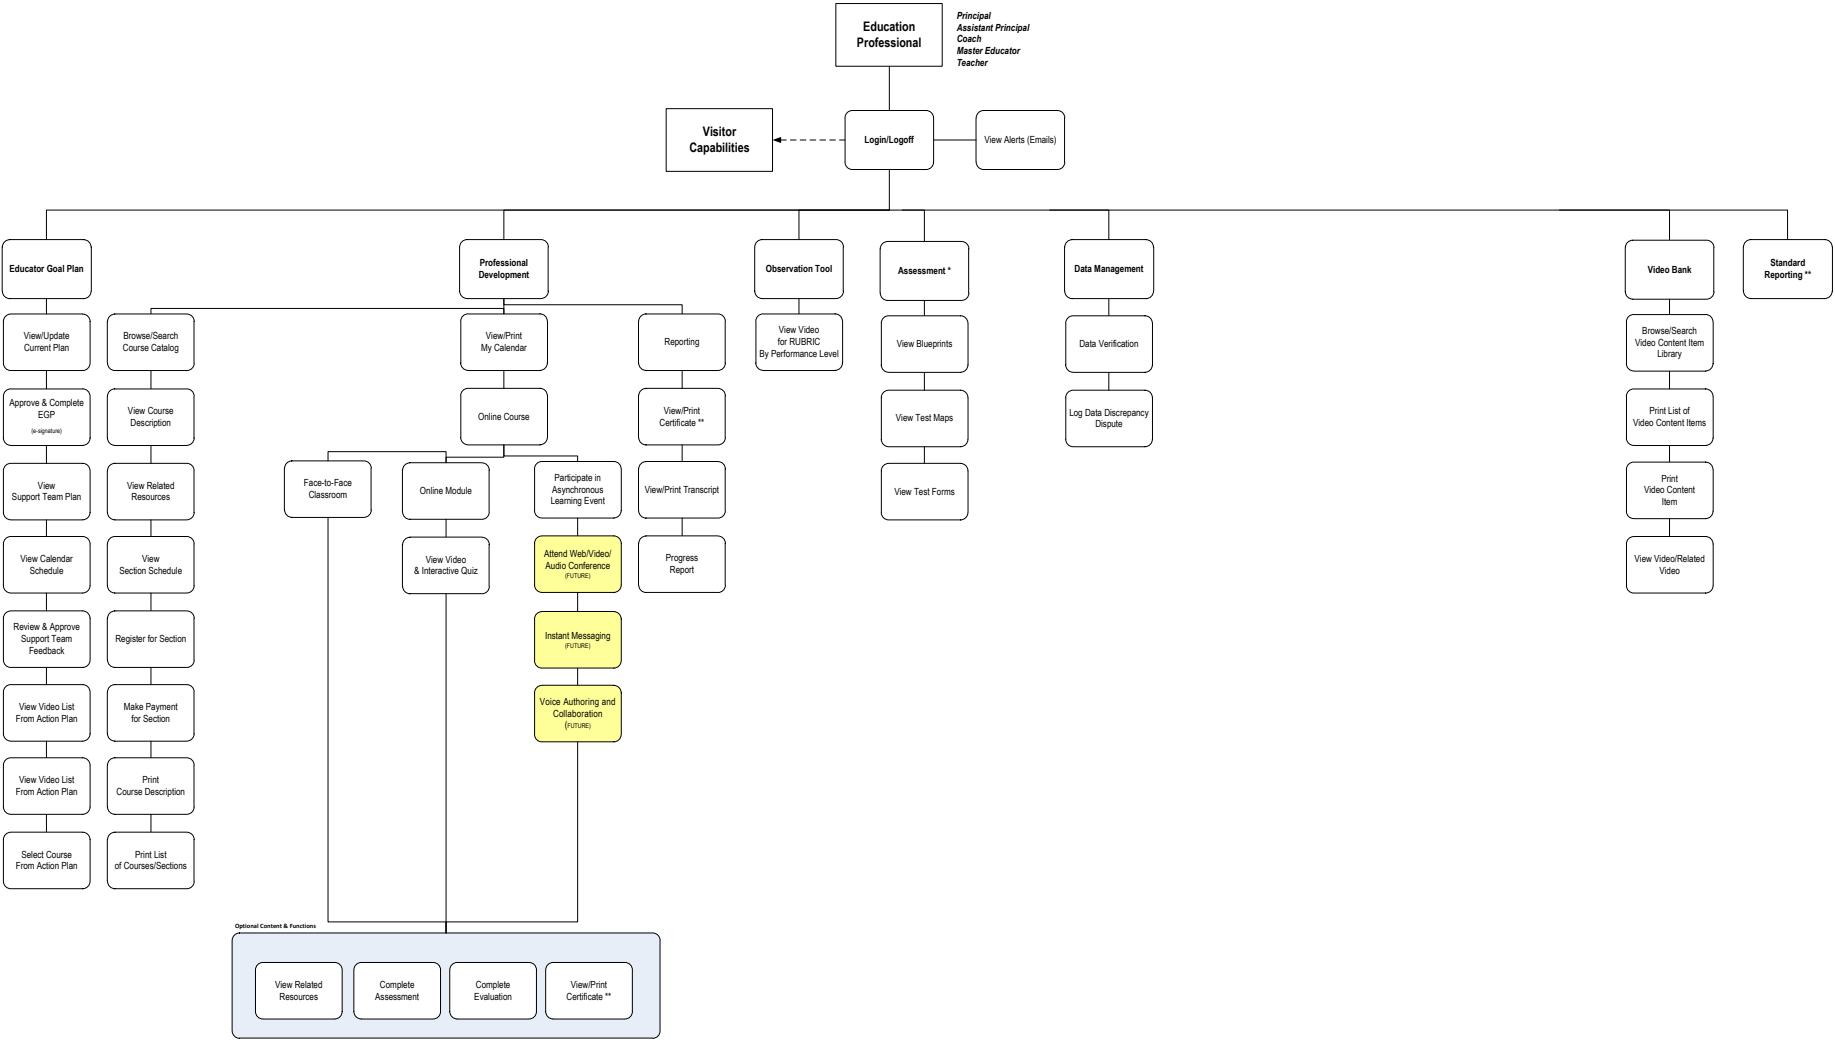 Education
Professional
Principal
Assistant Principal
Coach
Master Educator
Teacher
Visitor
Capabilities
Login/Logoff
View Alerts (Emails)
Educator Goal Plan
Professional
Development
Observation Tool
Assessment *
Data Management
Video Bank
Standard
Reporting **
View/Update
Current Plan
Approve & Complete
EGP
(e-signature)
View
Support Team Plan
View Calendar
Schedule
Review & Approve
Support Team
Feedback
View Video List
From Action Plan
View Video List
From Action Plan
Select Course
From Action Plan
Browse/Search
Course Catalog
View Course
Description
View Related
Resources
View
Section Schedule
Register for Section
Make Payment
for Section
Print
Course Description
Print List
of Courses/Sections
View/Print
My Calendar
Online Course
Face-to-Face
Classroom
Online Module
View Video
& Interactive Quiz
Participate in
Asynchronous
Learning Event
Attend Web/Video/
Audio Conference
(FUTURE)
Instant Messaging
(FUTURE)
Voice Authoring and
Collaboration
(FUTURE)
Reporting
View/Print
Certificate **
View/Print Transcript
Progress
Report
View Video
for RUBRIC
By Performance Level
View Blueprints
View Test Maps
View Test Forms
Data Verification
Log Data Discrepancy
Dispute
Browse/Search
Video Content Item
Library
Print List of
Video Content Items
Print
Video Content
Item
View Video/Related
Video
Optional Content & Functions
View Related
Resources
Complete
Assessment
Complete
Evaluation
View/Print
Certificate **